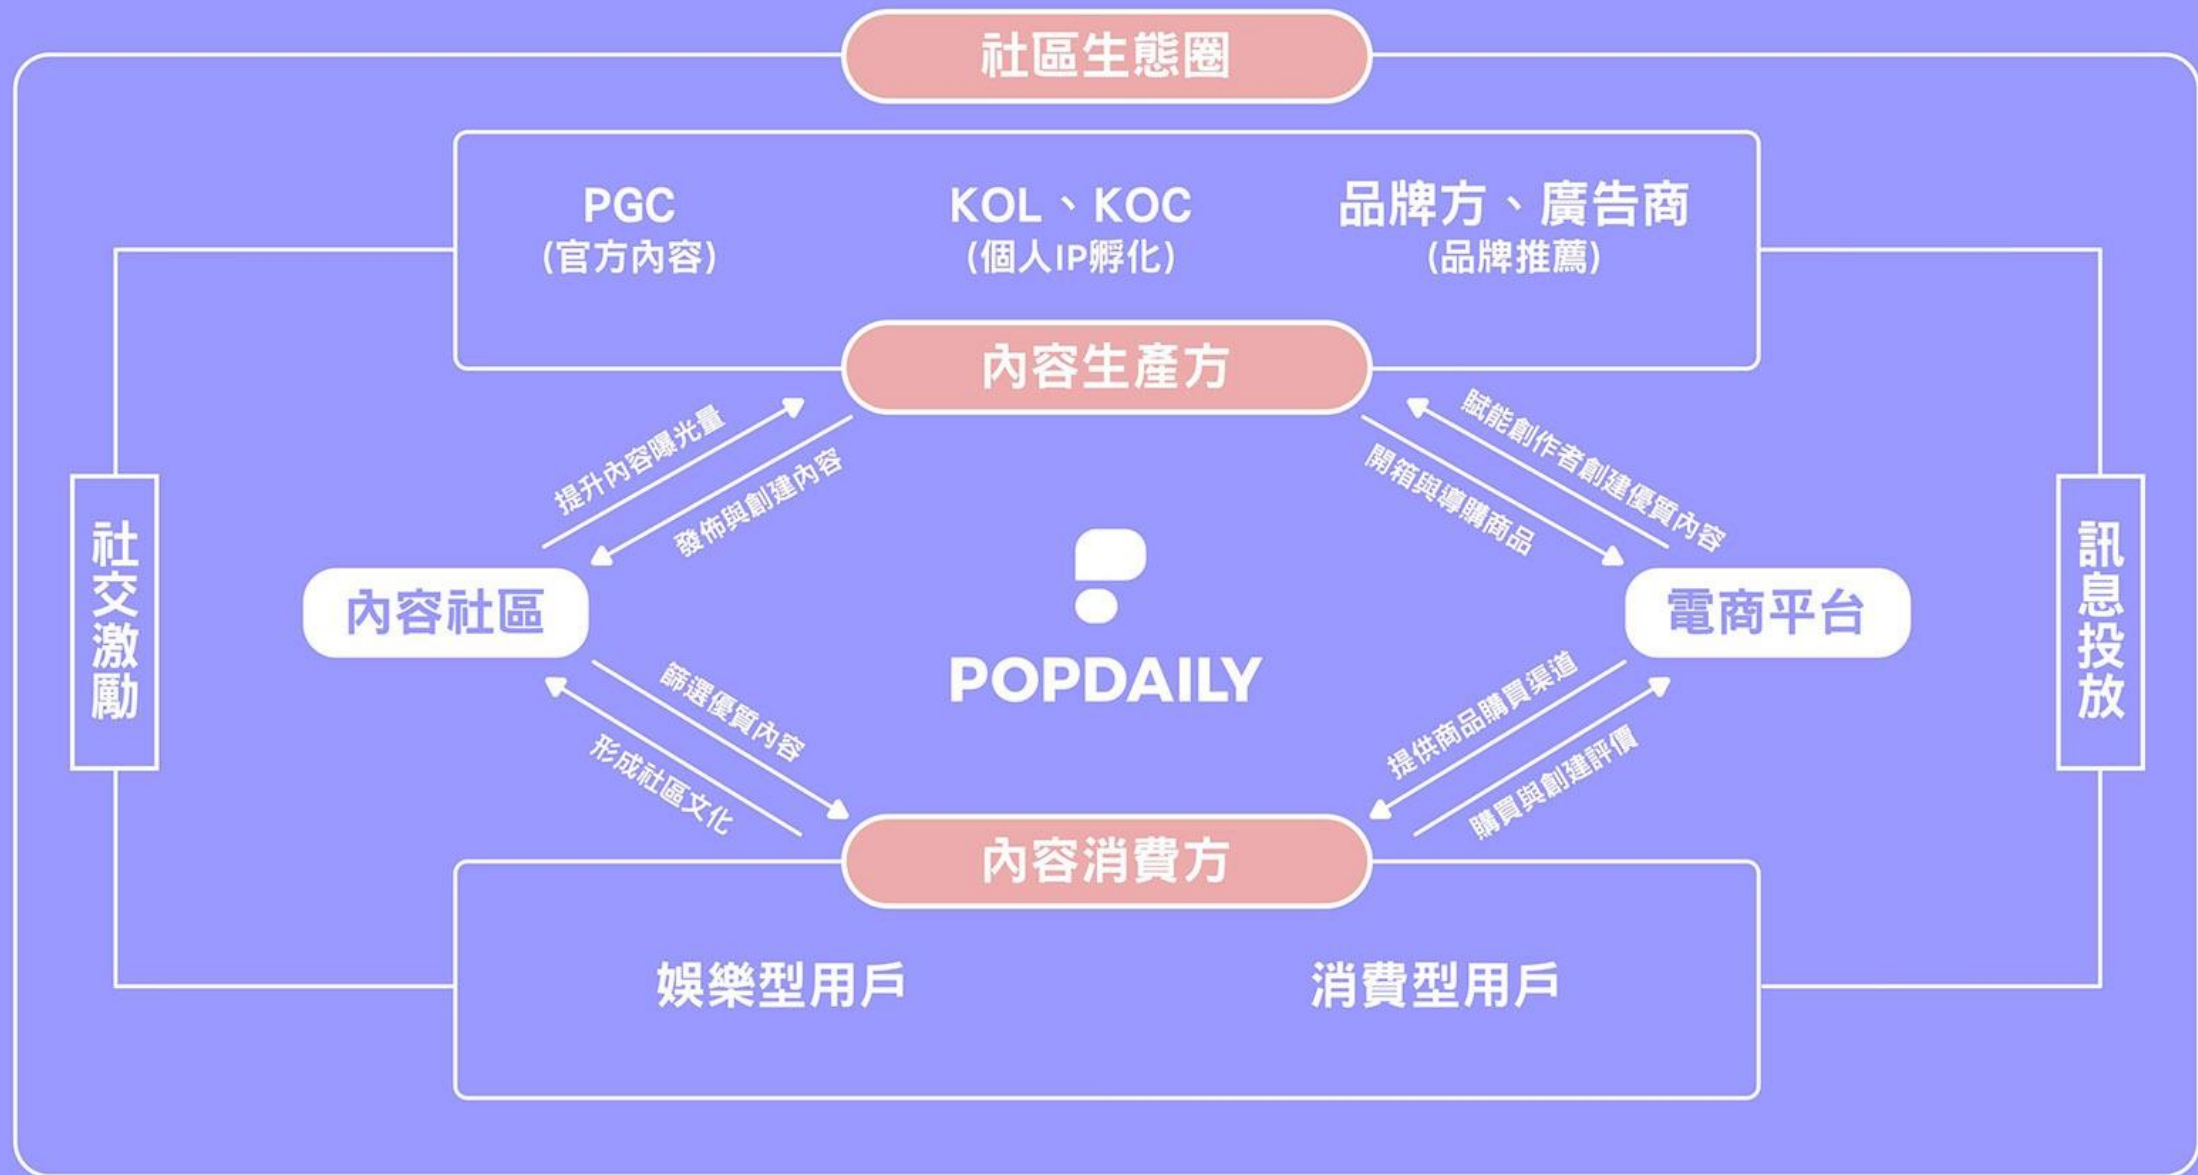 社區生態圈
PGC
(官方內容)
KOL、KOC
(個人IP孵化)
品牌方、廣告商
(品牌推薦)
內容生產方
提升內容曝光量
發佈與創建內容
賦能創作者創建優質內容
開箱與導購商品
社交激勵
內容社區
POPDAILY
電商平台
訊息投放
篩選優質內容
形成社區文化
提供商品購買渠道
購買與創建評價
內容消費方
娛樂型用戶
消費型用戶